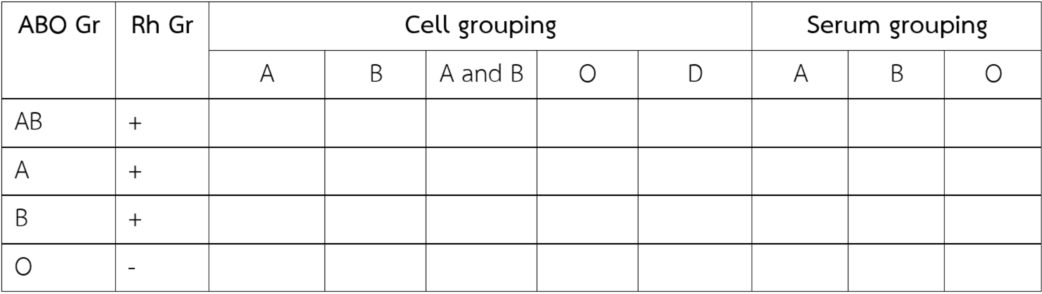 ABO Gr Rh Gr Cell grouping Serum grouping
A B A and B O D A B O
AB +
A +
B +
O -